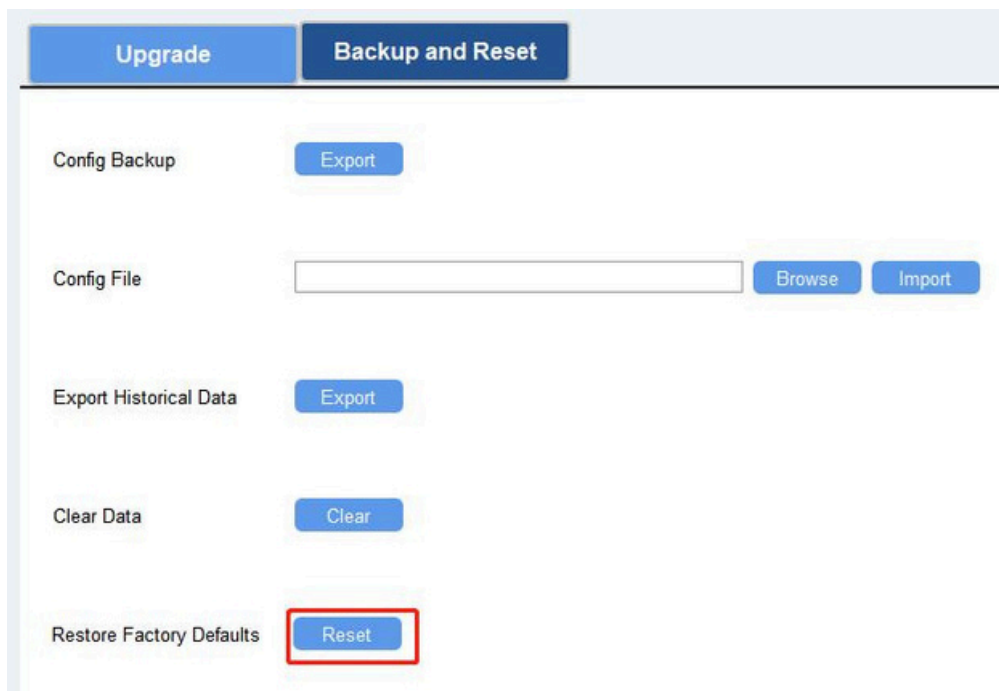 Upgrade Backup and Reset
Config Backup Export
Config File Browse Import
Export Historical Data Export
Clear Data Clear
Restore Factory Defaults Reset